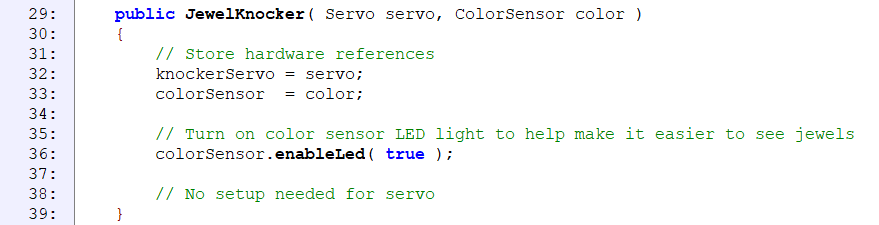 29:      public JewelKnocker( Servo servo, ColorSensor color )
30:      {
31:          // Store hardware references
32:          knockerServo = servo;
33:          colorSensor  = color;
34:
35:          // Turn on color sensor LED light to help make it easier to see jewels
36:          colorSensor.enableLed( true );
37:
38:          // No setup needed for servo
39:      }